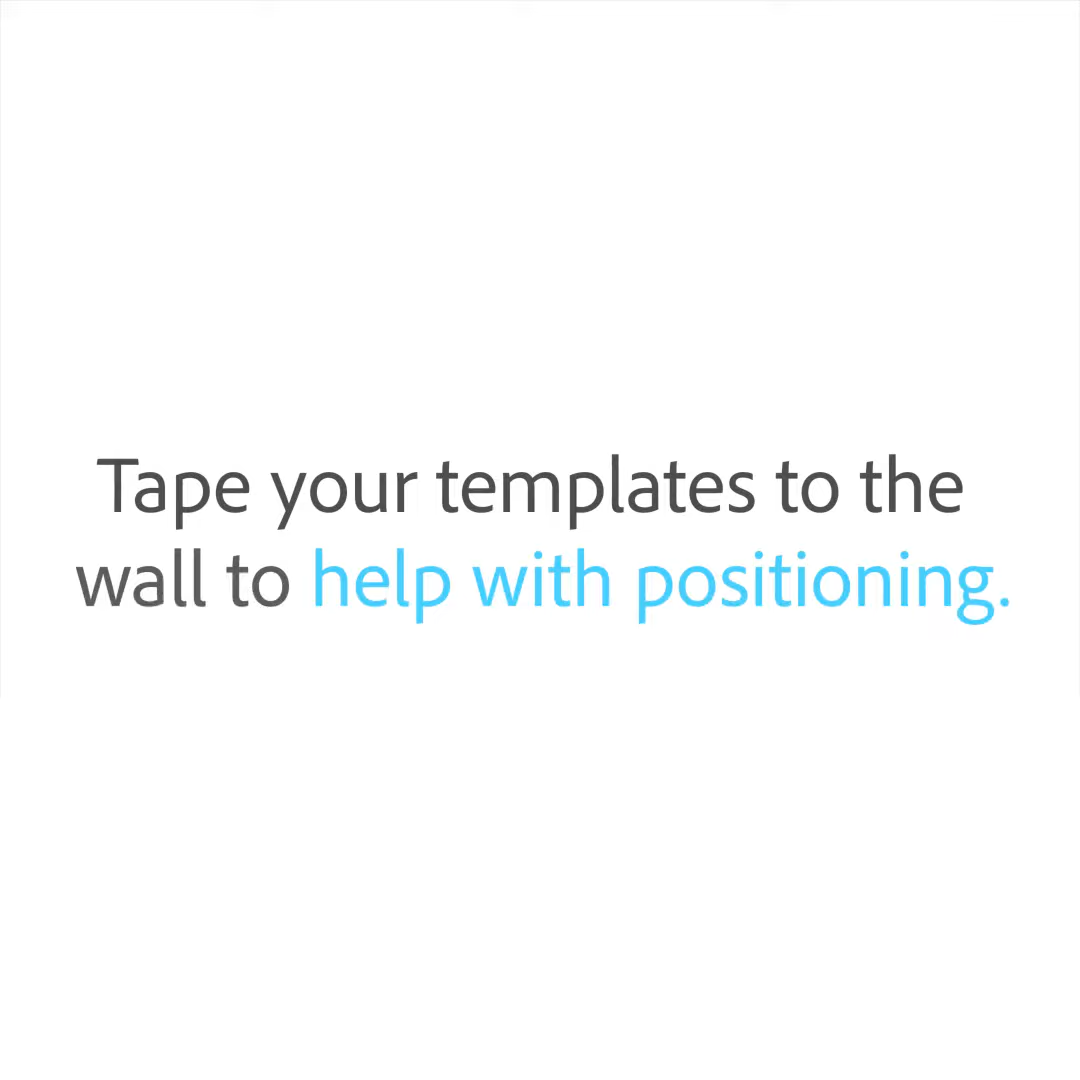 Tape your templates to the
wall to help with positioning.